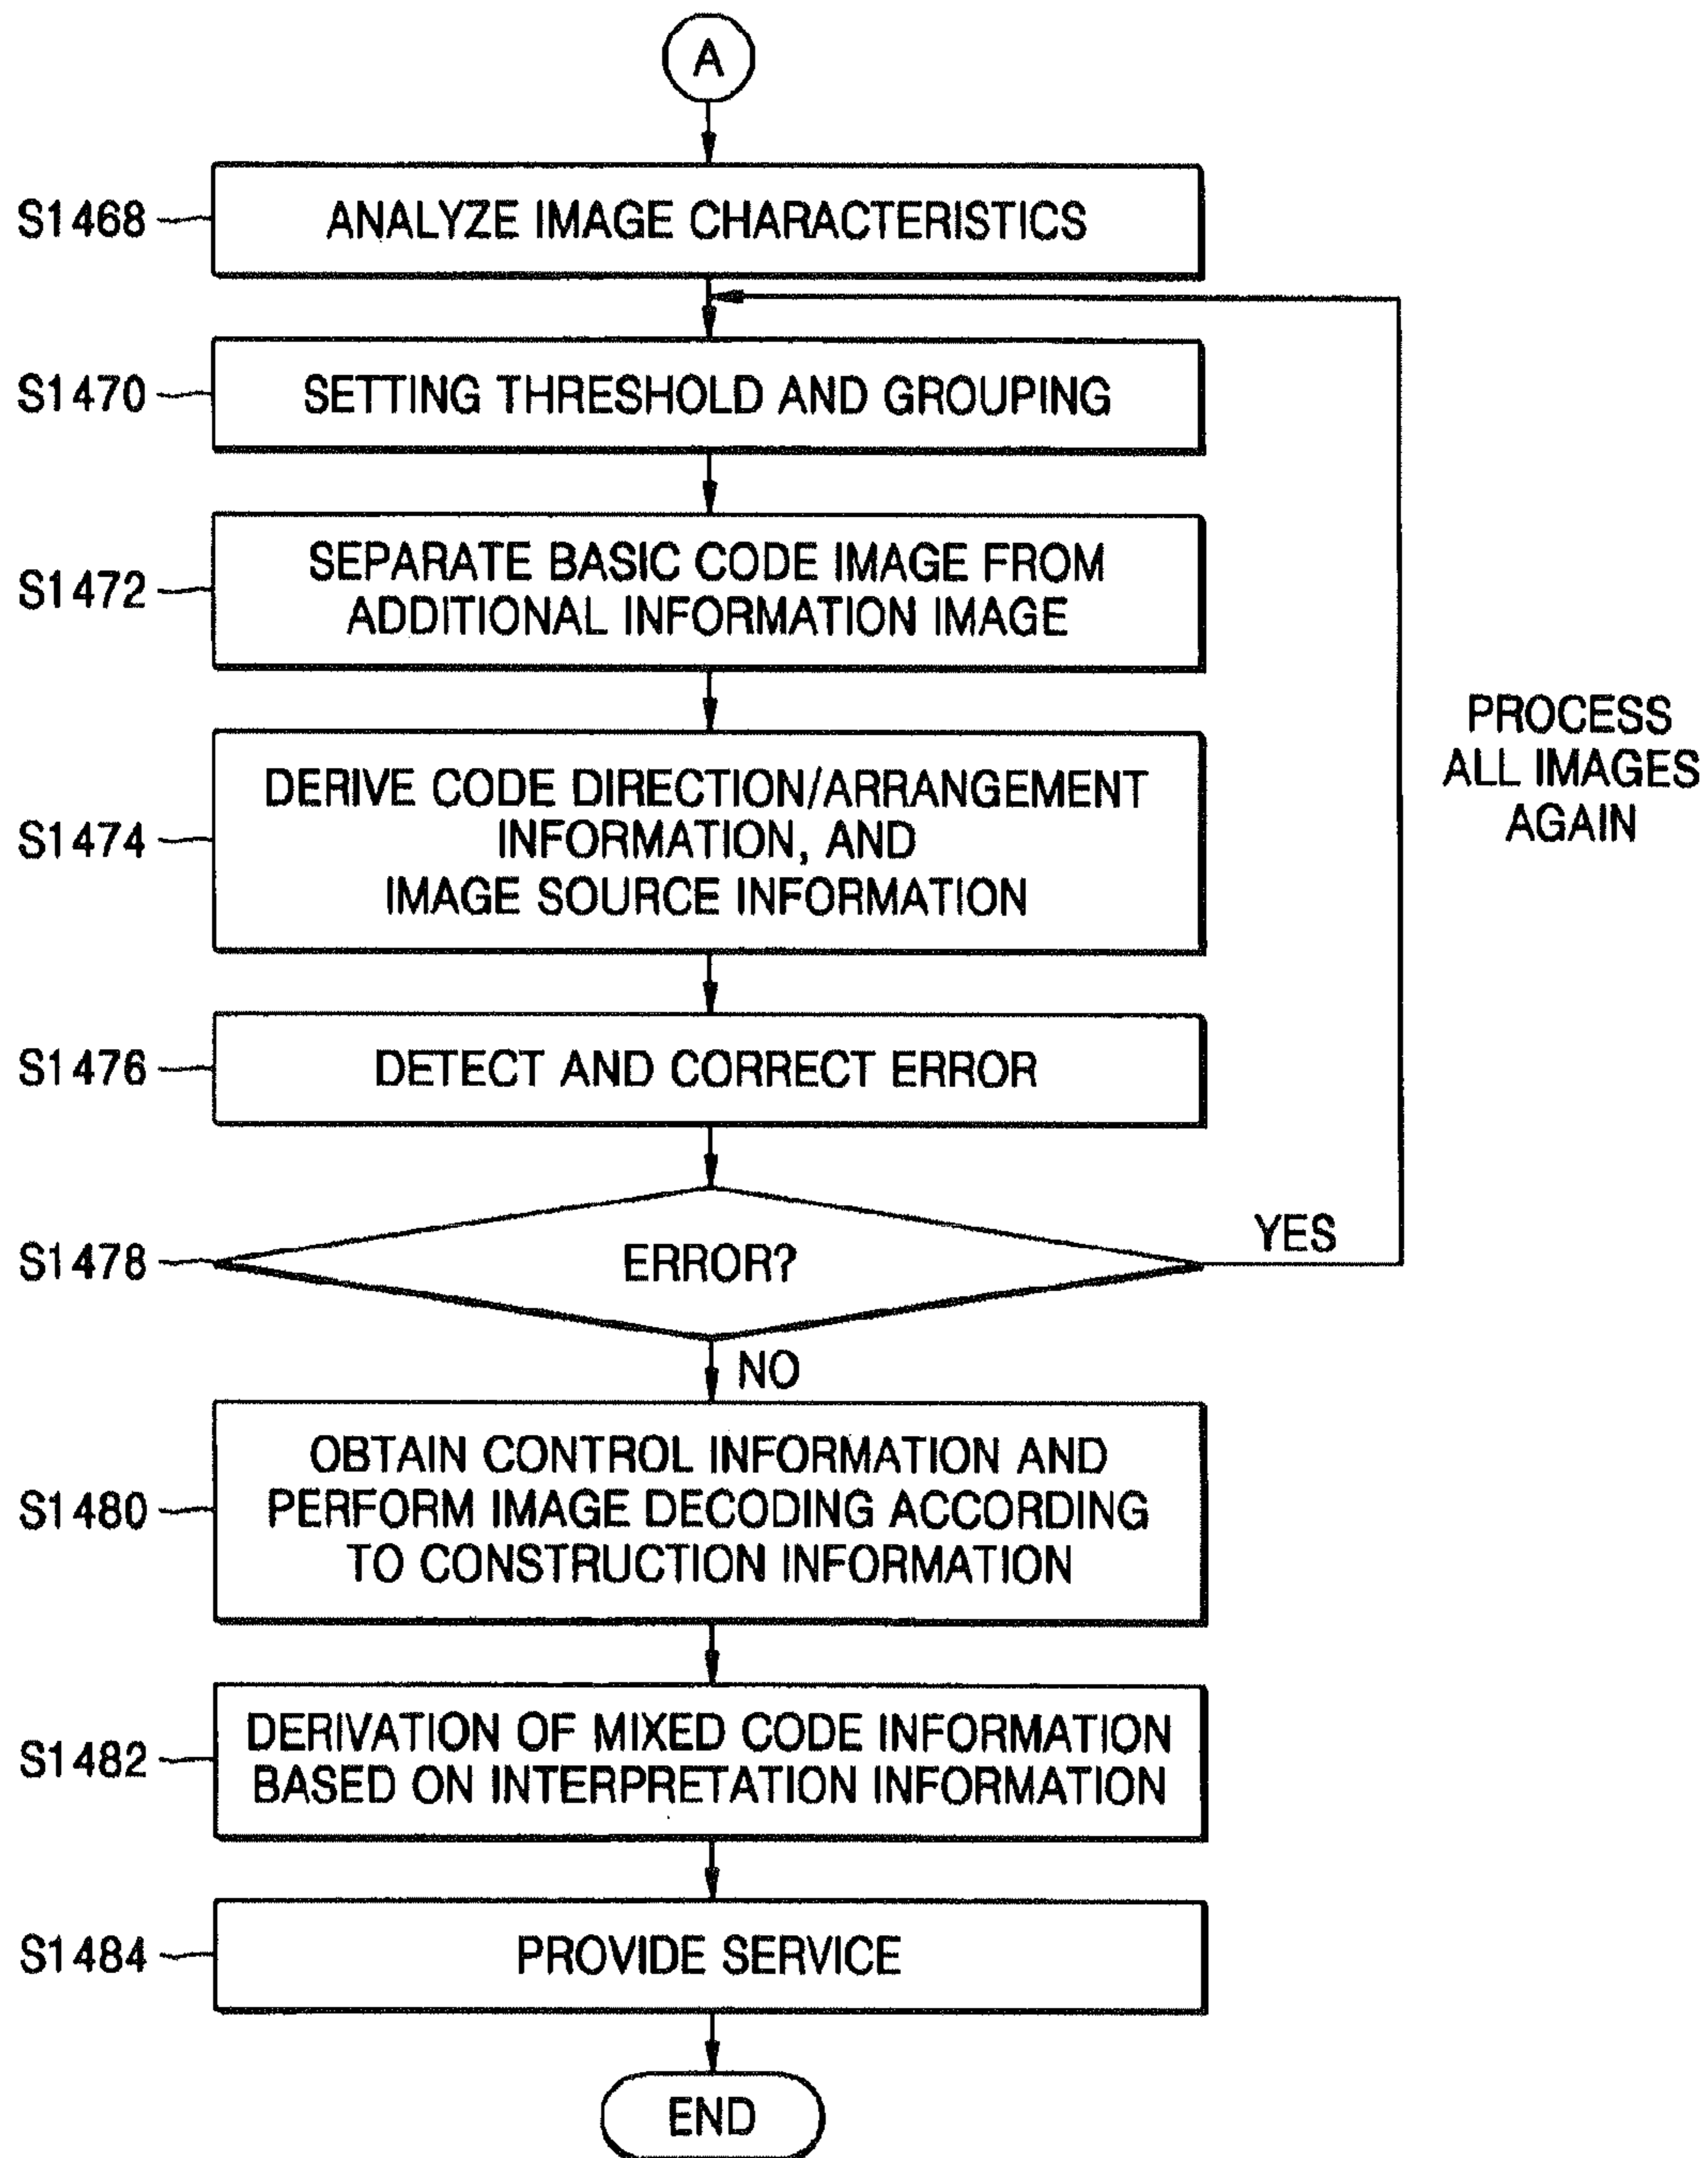 A
S1468
ANALYZE IMAGE CHARACTERISTICS
S1470
SETTING THRESHOLD AND GROUPING
S1472
SEPARATE BASIC CODE IMAGE FROM
ADDITIONAL INFORMATION IMAGE
S1474
DERIVE CODE DIRECTION/ARRANGEMENT
INFORMATION, AND
IMAGE SOURCE INFORMATION
PROCESS
ALL IMAGES
AGAIN
S1476
DETECT AND CORRECT ERROR
S1478
ERROR?
YES
NO
S1480
OBTAIN CONTROL INFORMATION AND
PERFORM IMAGE DECODING ACCORDING
TO CONSTRUCTION INFORMATION
S1482
DERIVATION OF MIXED CODE INFORMATION
BASED ON INTERPRETATION INFORMATION
S1484
PROVIDE SERVICE
END